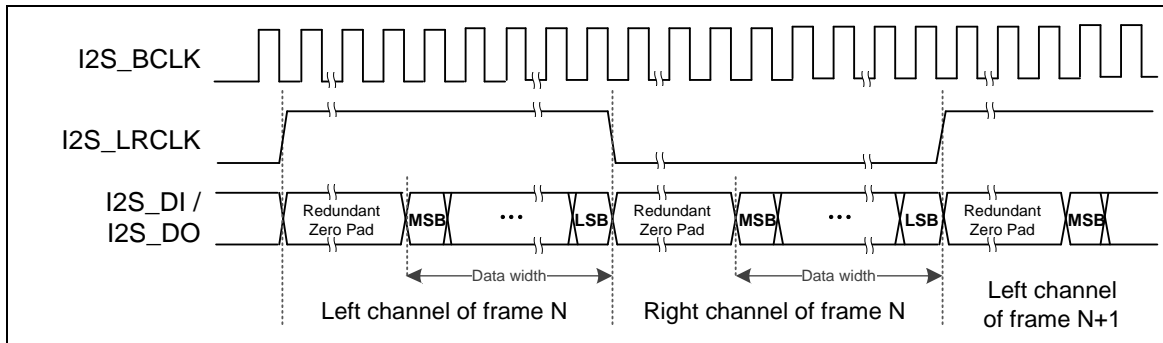 I2S_BCLK
I2S_LRCLK
I2S_DI /
I2S_DO
Redundant
Zero Pad
MSB
...
LSB
Redundant
Zero Pad
MSB
...
LSB
Redundant
Zero Pad
MSB
Data width
Data width
Left channel of frame N
Right channel of frame N
Left channel
of frame N+1